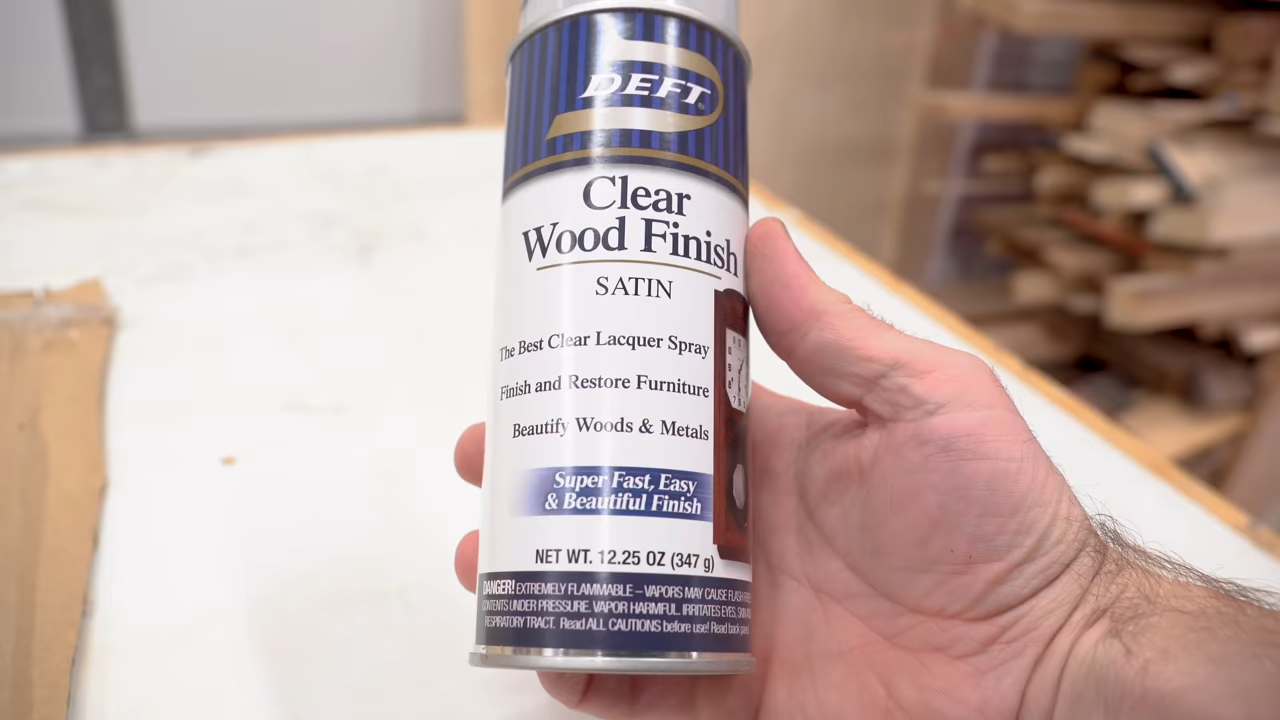 DEFT®
Clear
Wood Finish
SATIN
The Best Clear Lacquer Spray
Finish and Restore Furniture
Beautify Woods & Metals
Super Fast, Easy
& Beautiful Finish
NET WT. 12.25 OZ (347 g)
DANGER! EXTREMELY FLAMMABLE – VAPORS MAY CAUSE FLASH
CONTENTS UNDER PRESSURE. VAPOR HARMFUL. IRRITATES EYES,
RESPIRATORY TRACT. Read ALL CAUTIONS before use! Read back